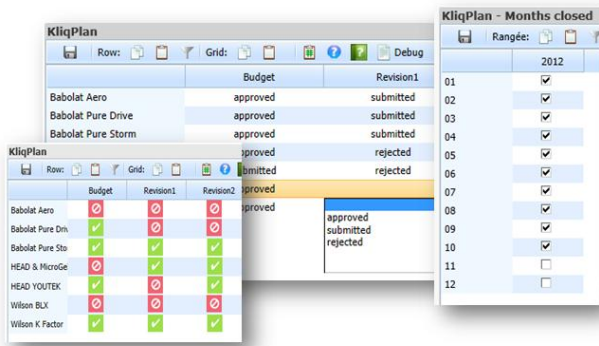 KliqPlan
Row: Grid: Debug
Budget Revision1
Babolat Aero approved submitted
Babolat Pure Drive approved submitted
Babolat Pure Storm approved submitted
approved rejected
submitted rejected
approved
approved
approved
submitted
rejected
KliqPlan - Months closed
Rangée:
2012
01
02
03
04
05
06
07
08
09
10
11
12
KliqPlan
Row: Grid:
Budget Revision1 Revision2
Babolat Aero
Babolat Pure Driv
Babolat Pure Sto
HEAD & MicroGe
HEAD YOUTEK
Wilson BLX
Wilson K Factor